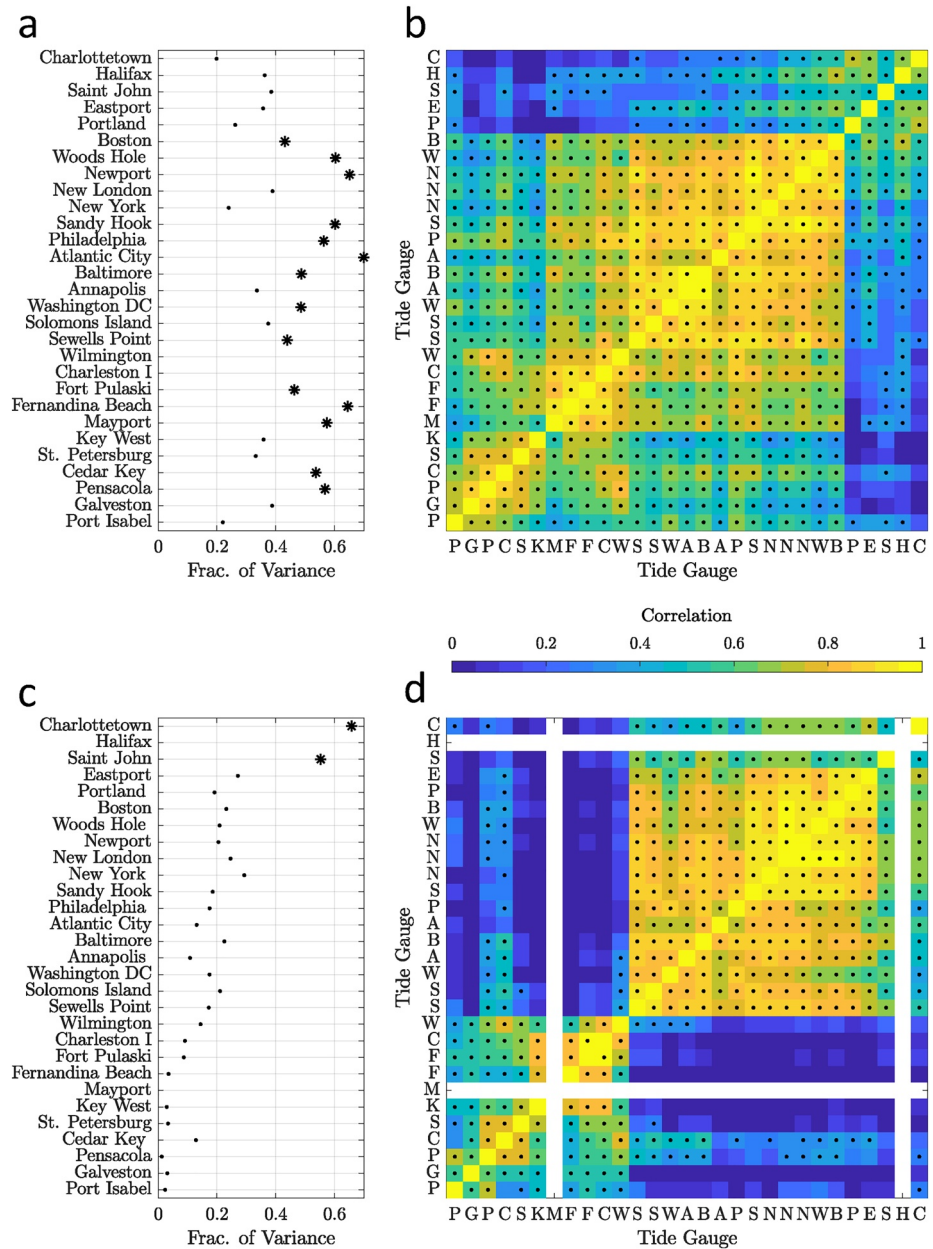 a
Charlottetown
Halifax
Saint John
Eastport
Portland
Boston
Woods Hole
Newport
New London
New York
Sandy Hook
Philadelphia
Atlantic City
Baltimore
Annapolis
Washington DC
Solomons Island
Sewells Point
Wilmington
Charleston I
Fort Pulaski
Fernandina Beach
Mayport
Key West
St. Petersburg
Cedar Key
Pensacola
Galveston
Port Isabel
0 0.2 0.4 0.6
Frac. of Variance
b
Tide Gauge
C
H
S
E
P
B
W
N
N
N
S
P
A
B
A
W
S
S
W
C
F
F
M
K
S
C
P
G
P
P G P C S K M F F C W S S W A B A P S N N N W B P E S H C
Tide Gauge
Correlation
0 0.2 0.4 0.6 0.8 1
c
Charlottetown
Halifax
Saint John
Eastport
Portland
Boston
Woods Hole
Newport
New London
New York
Sandy Hook
Philadelphia
Atlantic City
Baltimore
Annapolis
Washington DC
Solomons Island
Sewells Point
Wilmington
Charleston I
Fort Pulaski
Fernandina Beach
Mayport
Key West
St. Petersburg
Cedar Key
Pensacola
Galveston
Port Isabel
0 0.2 0.4 0.6
Frac. of Variance
d
Tide Gauge
C
H
S
E
P
B
W
N
N
N
S
P
A
B
A
W
S
S
W
C
F
F
M
K
S
C
P
G
P
P G P C S K M F F C W S S W A B A P S N N N W B P E S H C
Tide Gauge